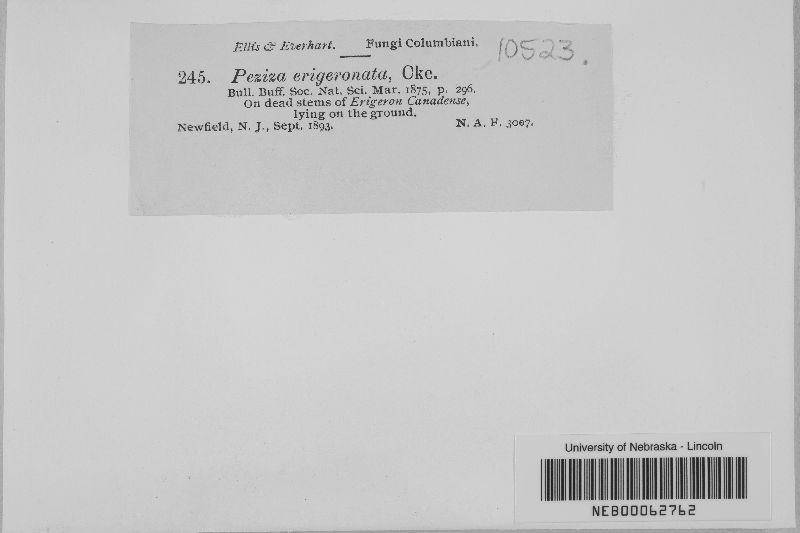 Ellis & Everhart. Fungi Columbiani. 10523.
245. Peziza erigeronata, Cke.
Bull. Buff. Soc. Nat. Sci. Mar. 1875, p. 296.
On dead stems of Erigeron Canadense,
lying on the ground.
Newfield, N. J., Sept. 1893. N. A. F. 3007.
University of Nebraska - Lincoln
NEB00062762